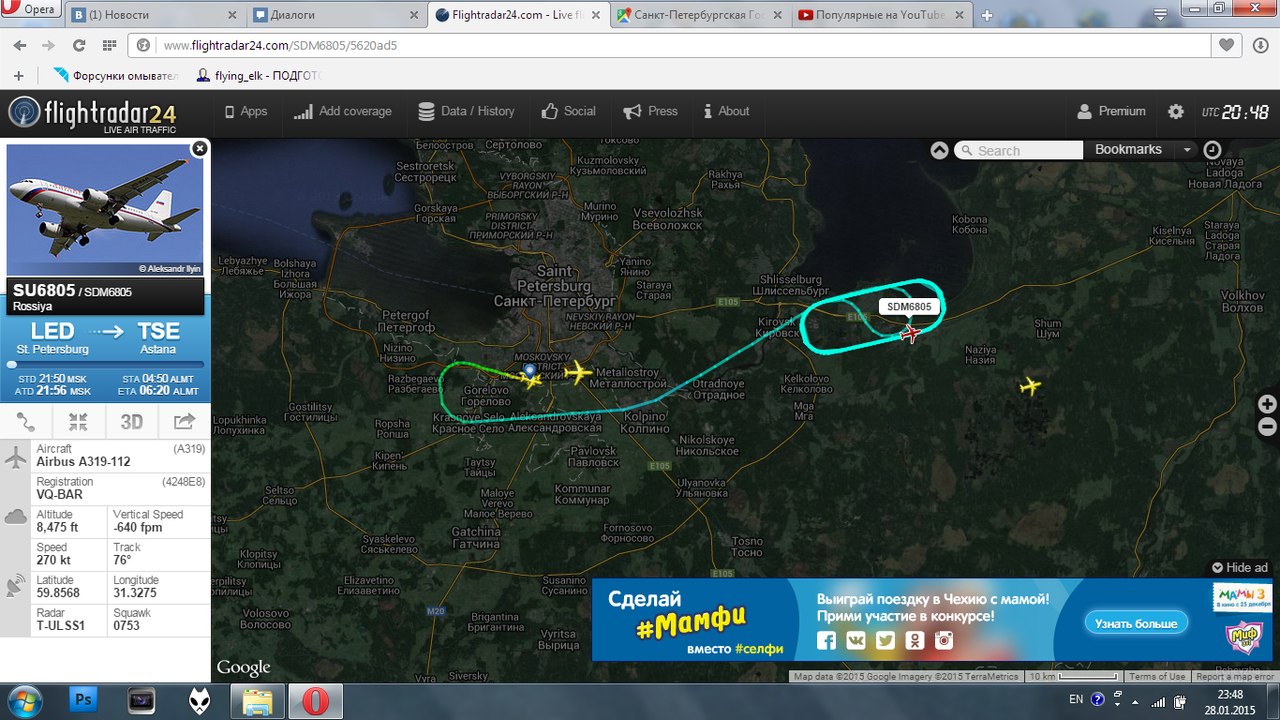 Opera
(1) Новости
Диалоги
Flightradar24.com - Live fl
Санкт-Петербургская Гос
Популярные на YouTube
www.flightradar24.com/SDM6805/5620ad5
Форсунки омывател
flying_elk - ПОДГОТО
flightradar24
LIVE AIR TRAFFIC
Apps
Add coverage
Data / History
Social
Press
About
Premium
UTC 20:48
Search
Bookmarks
© Aleksandr Ilyin
SU6805 / SDM6805
Rossiya
LED
TSE
St. Petersburg
Astana
STD 21:50 MSK
STA 04:50 ALMT
ATD 21:56 MSK
ETA 06:20 ALMT
3D
Aircraft
(A319)
Airbus A319-112
Registration
(4248E8)
VQ-BAR
Altitude
Vertical Speed
8,475 ft
-640 fpm
Speed
Track
270 kt
76°
Latitude
Longitude
59.8568
31.3275
Radar
Squawk
T-ULSS1
0753
Белоостров
Сертолово
Токсово
Sestroretsk
Сестрорецк
Kuzmolovsky
Кузьмоловский
VYBORGSKIY RAYON
ВЫБОРГСКИЙ Р-Н
Rakhya
Рахья
Novaya Ladoga
Новая Ладога
Gorskaya
Горская
Murino
Мурино
Vsevolozhsk
Всеволожск
PRIMORSKY DISTRICT
ПРИМОРСКИЙ Р-Н
Kobona
Кобона
Staraya Ladoga
Старая Ладога
Kiselnya
Кисельня
Lebyazhye
Лебяжье
Bolshaya Izhora
Большая Ижора
Saint Petersburg
Санкт-Петербург
Yanino
Янино
Staraya
Старая
Shlisselburg
Шлиссельбург
SDM6805
E105
E105
Volkhov
Волхов
Petergof
Петергоф
NEVSKIY RAYON
НЕВСКИЙ Р-Н
Kirovsk
Кировск
Shum
Шум
Nizino
Низино
MOSKOVSKY
Naziya
Назия
Razbegaevo
Разбегаево
Gorelovo
Горелово
Metallostroy
Металлострой
Otradnoye
Отрадное
Kelkolovo
Келколово
Mga
Мга
Gostilitsy
Гостилицы
Lopukhinka
Лопухинка
Ropsha
Ропша
Krasnoye Selo
Красное Село
Aleksandrovskaya
Александровская
Kolpino
Колпино
Nikolskoye
Никольское
Kipen'
Кипень
Taytsy
Тайцы
Pavlovsk
Павловск
E105
Seltso
Сельцо
Maloye Verevo
Малое Верево
Kommunar
Коммунар
Ulyanovka
Ульяновка
Gatchina
Гатчина
Fornosovo
Форносово
Syaskelevo
Сяськелево
Tosno
Тосно
Klopitsy
Клопицы
E105
Elizavetino
Елизаветино
Susanino
Сусанино
Volosovo
Волосово
M20
Brigantina
Бригантина
Vyritsa
Вырица
Siversky
Hide ad
Сделай
#Мамфи
вместо #селфи
Выиграй поездку в Чехию с мамой!
Прими участие в конкурсе!
Узнать больше
МАМЫ 3
В кино с 15 декабря
Миф
Google
Map data ©2015 Google Imagery ©2015 TerraMetrics
10 km
Terms of Use
Report a map error
Ps
EN
23:48
28.01.2015